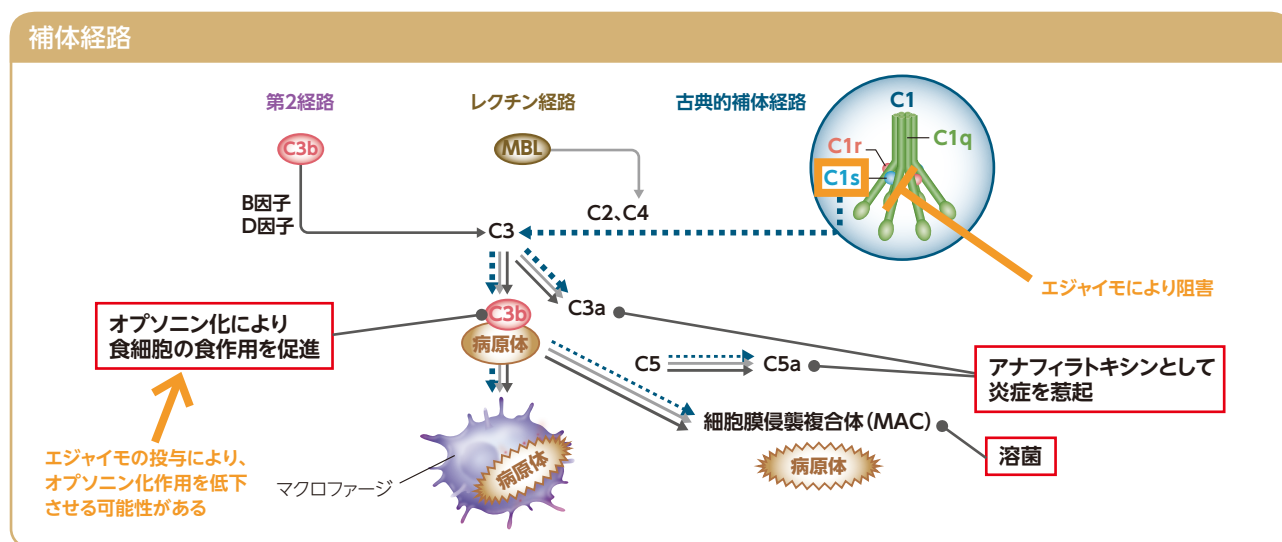 補体経路
第2経路
レクチン経路
古典的補体経路
C1
C1q
C1r
C1s
C3b
MBL
B因子
D因子
C2、C4
C3
エジャイモにより阻害
オプソニン化により
食細胞の食作用を促進
C3b
病原体
C3a
C5
C5a
アナフィラトキシンとして
炎症を惹起
細胞膜侵襲複合体(MAC)
溶菌
エジャイモの投与により、
オプソニン化作用を低下
させる可能性がある
マクロファージ
病原体
病原体